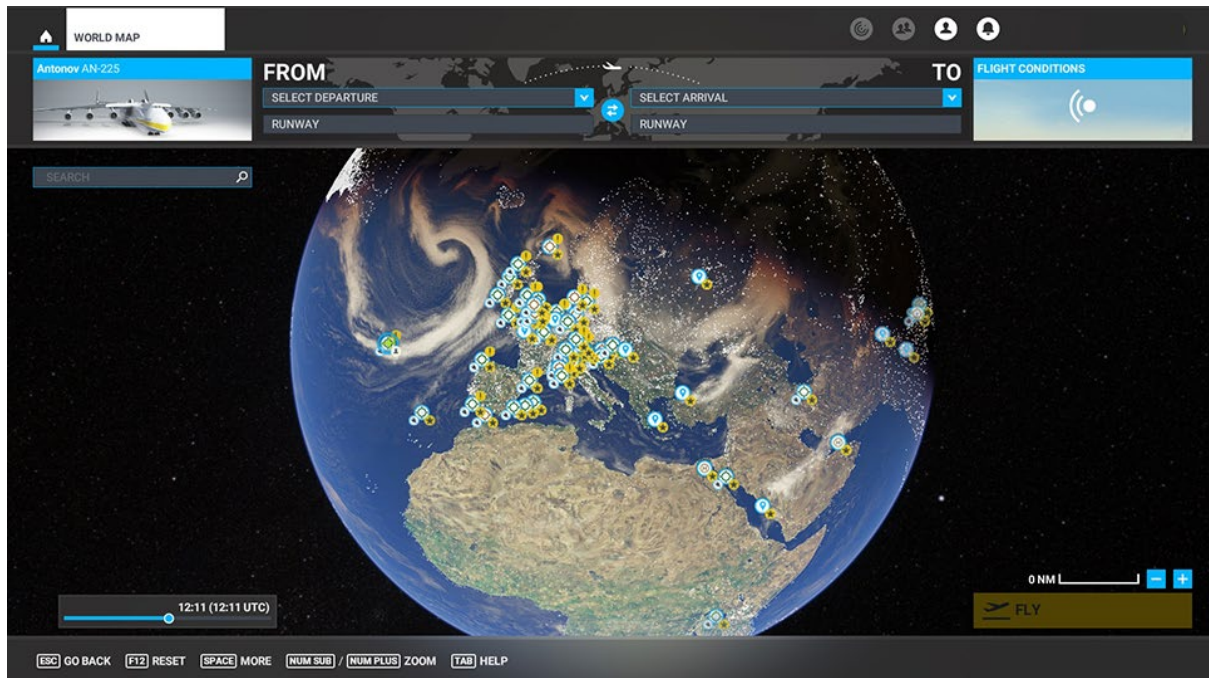 WORLD MAP
Antonov AN-225
FROM
TO
FLIGHT CONDITIONS
SELECT DEPARTURE
SELECT ARRIVAL
RUNWAY
RUNWAY
SEARCH
0 NM
FLY
12:11 (12:11 UTC)
ESC GO BACK F12 RESET SPACE MORE NUM SUB / NUM PLUS ZOOM TAB HELP